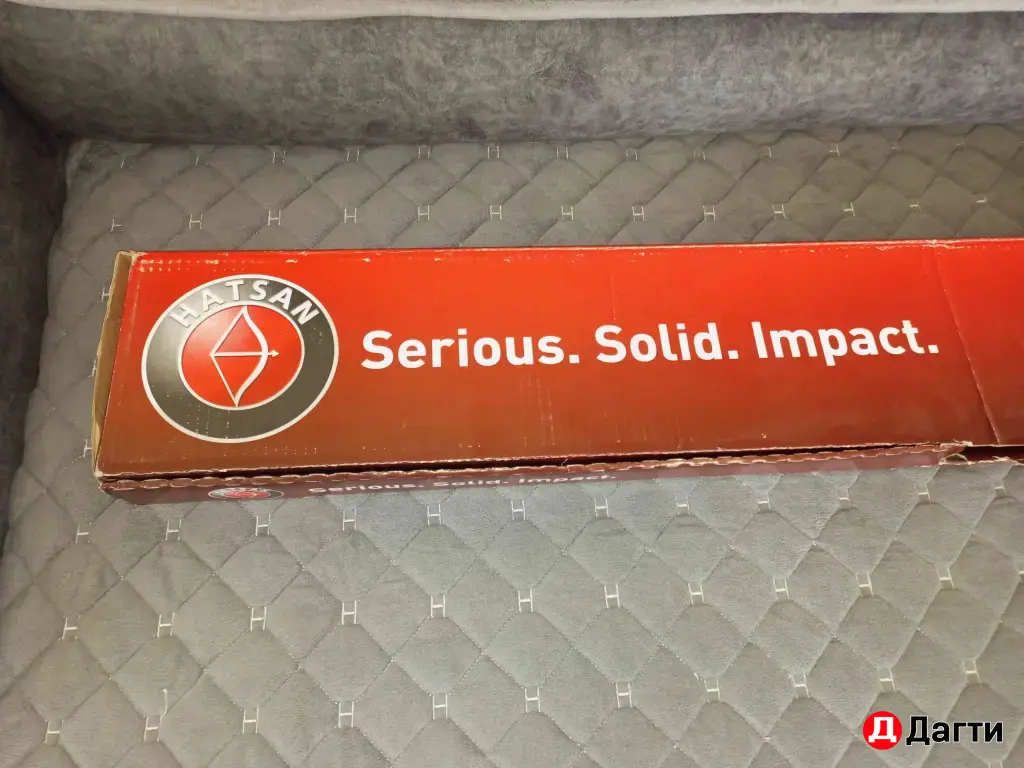 HATSAN
Serious. Solid. Impact.
Serious. Solid. Impact.
Д Дагти